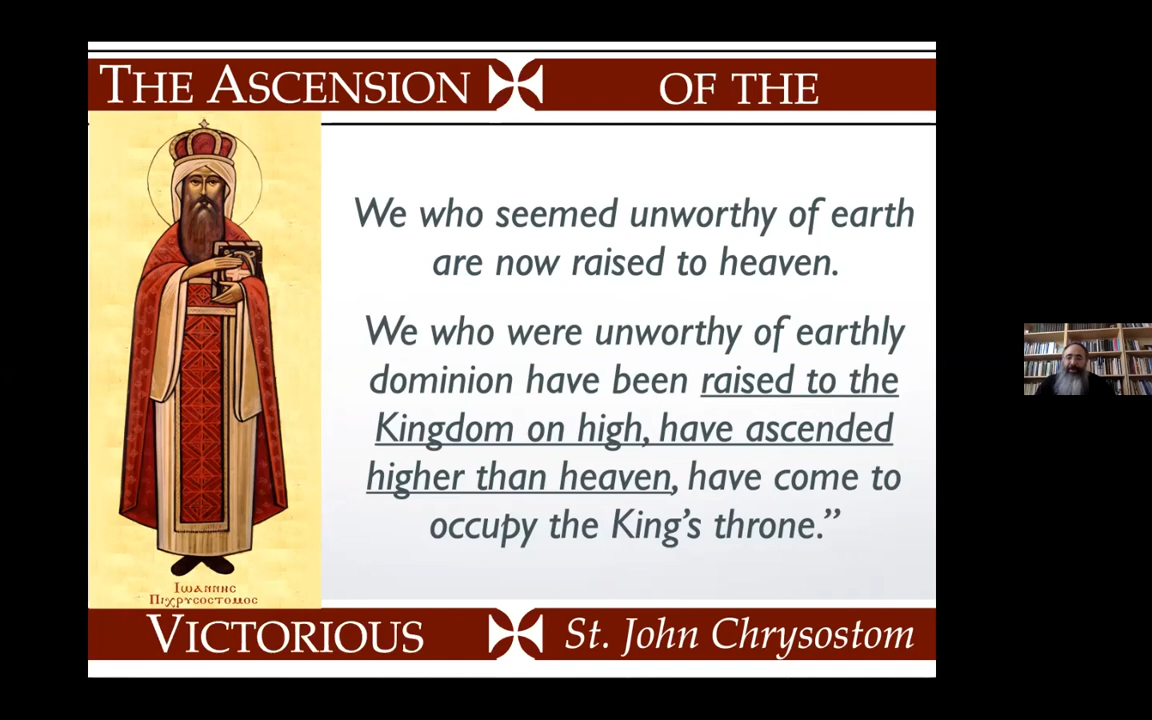 THE ASCENSION OF THE
We who seemed unworthy of earth
are now raised to heaven.
We who were unworthy of earthly
dominion have been raised to the
Kingdom on high, have ascended
higher than heaven, have come to
occupy the King’s throne.”
Ⲓⲱⲁⲛⲛⲏⲥ
Ⲡⲓⲭⲣⲩⲥⲟⲥⲧⲟⲙⲟⲥ
VICTORIOUS St. John Chrysostom